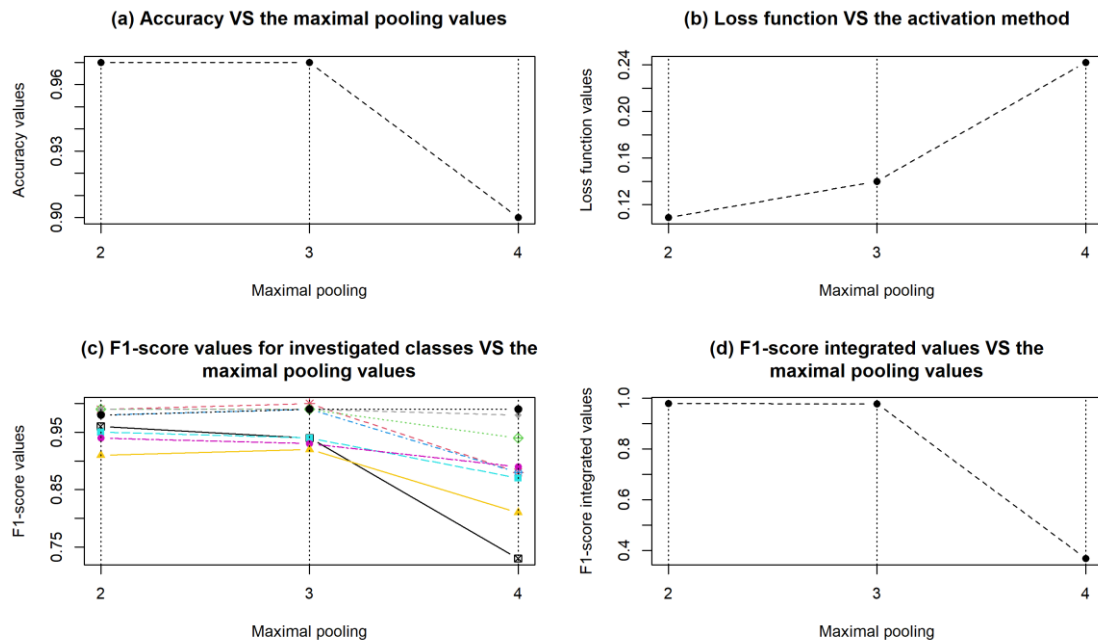 (a) Accuracy VS the maximal pooling values
Accuracy values
0.96
0.93
0.90
2 3 4
Maximal pooling
(b) Loss function VS the activation method
Loss function values
0.24
0.20
0.16
0.12
2 3 4
Maximal pooling
(c) F1-score values for investigated classes VS the
maximal pooling values
F1-score values
0.95
0.85
0.75
2 3 4
Maximal pooling
(d) F1-score integrated values VS the
maximal pooling values
F1-score integrated values
1.0
0.8
0.6
0.4
2 3 4
Maximal pooling